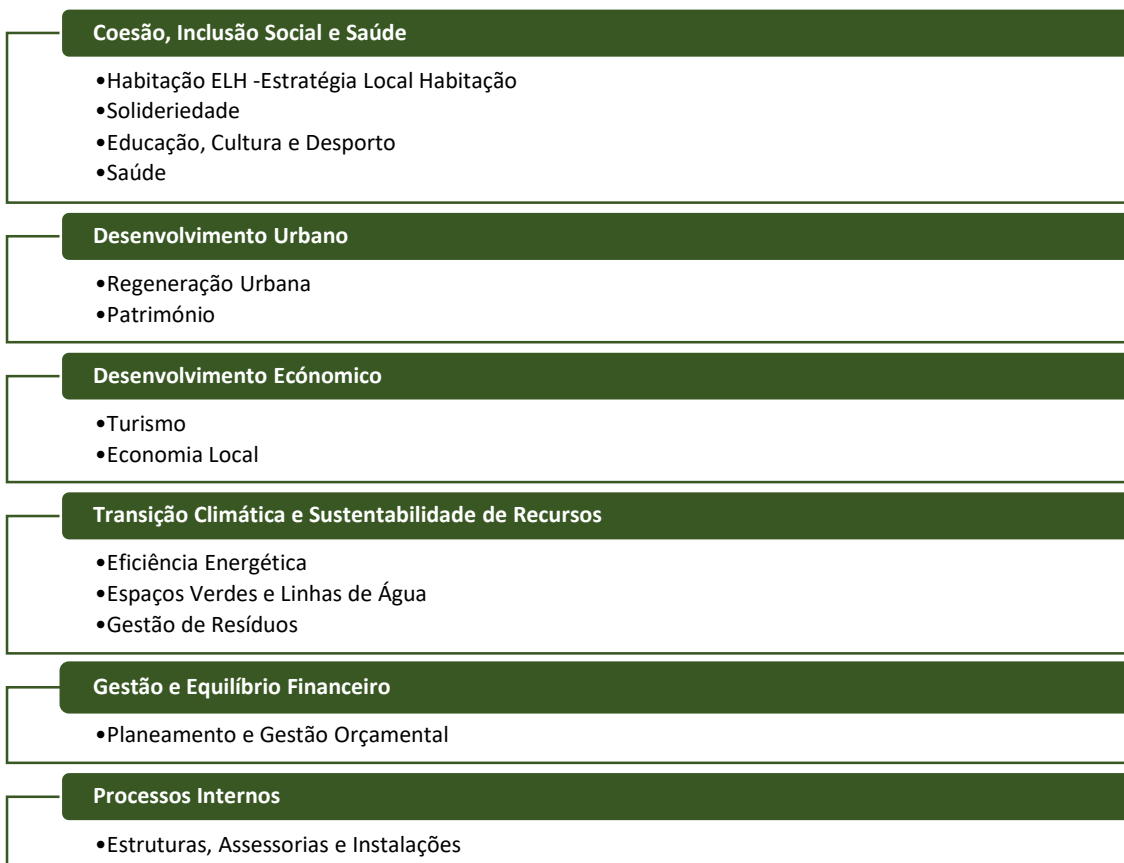 Coesão, Inclusão Social e Saúde
•Habitação ELH -Estratégia Local Habitação
•Solideriedade
•Educação, Cultura e Desporto
•Saúde
Desenvolvimento Urbano
•Regeneração Urbana
•Património
Desenvolvimento Ecónomico
•Turismo
•Economia Local
Transição Climática e Sustentabilidade de Recursos
•Eficiência Energética
•Espaços Verdes e Linhas de Água
•Gestão de Resíduos
Gestão e Equilíbrio Financeiro
•Planeamento e Gestão Orçamental
Processos Internos
•Estruturas, Assessorias e Instalações